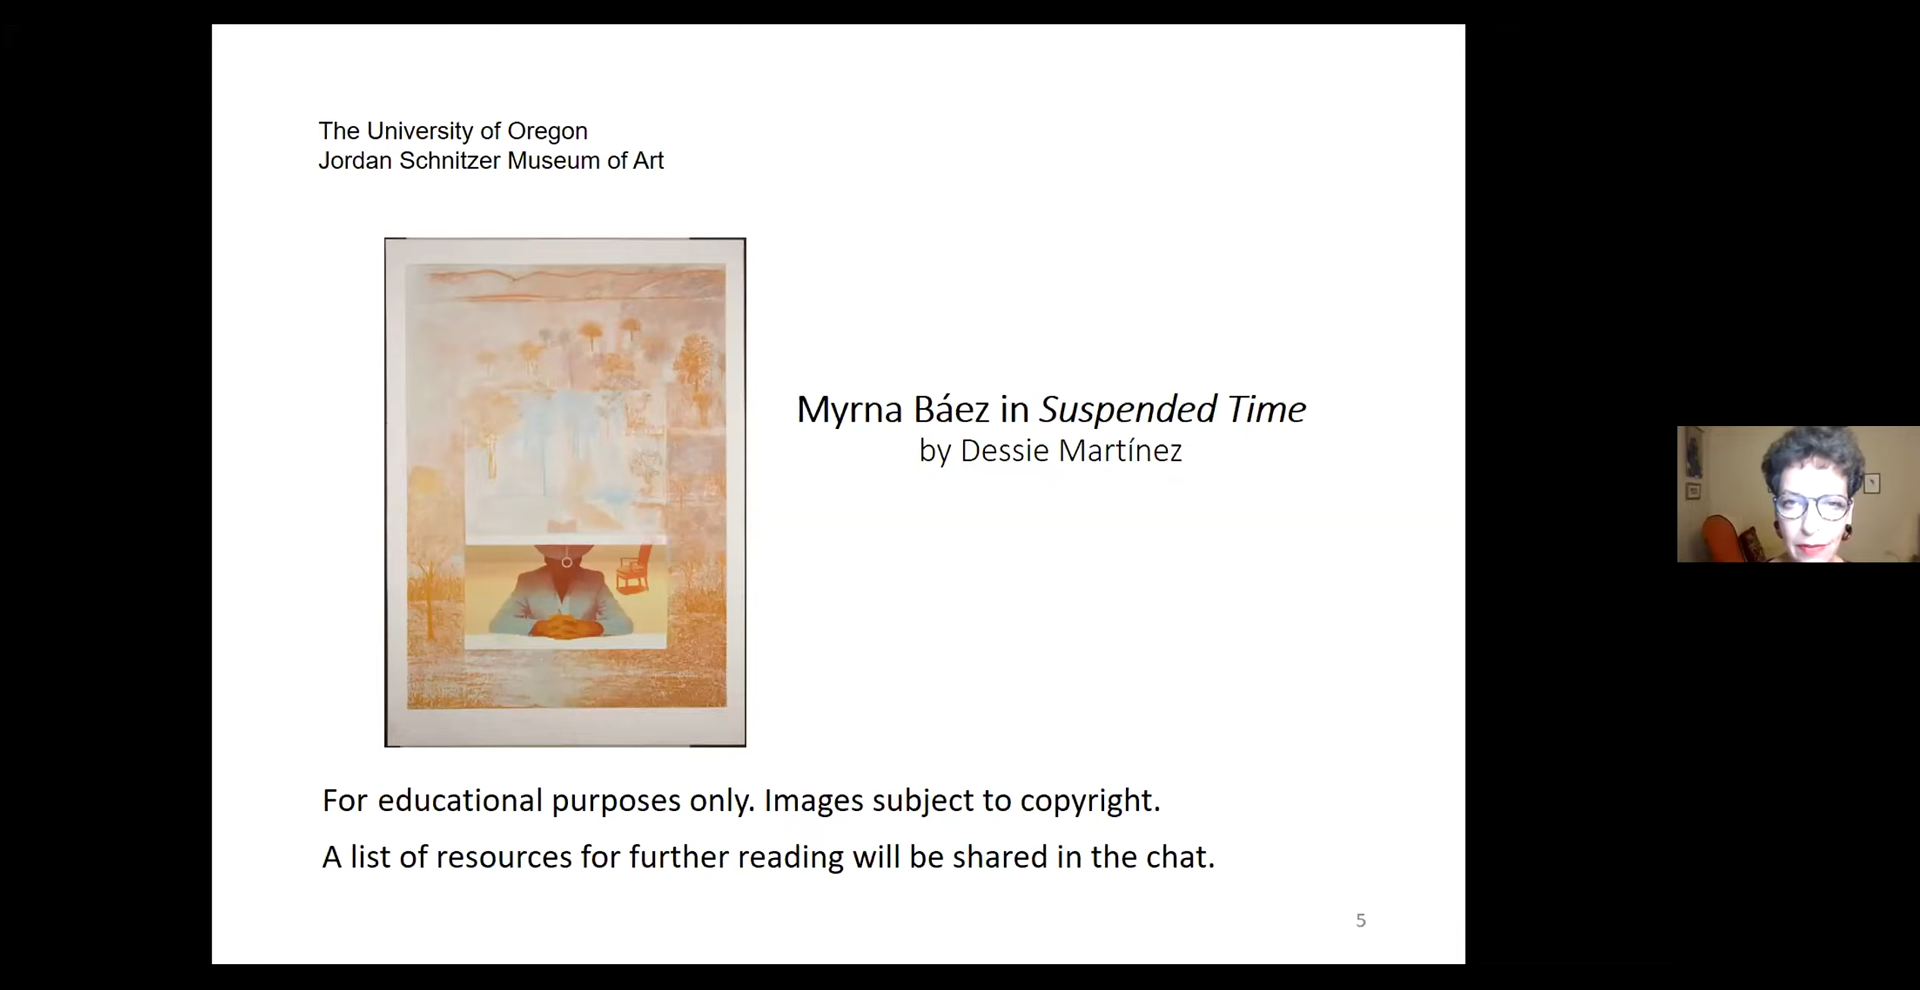 The University of Oregon
Jordan Schnitzer Museum of Art
Myrna Báez in Suspended Time
by Dessie Martínez
For educational purposes only. Images subject to copyright.
A list of resources for further reading will be shared in the chat.
5